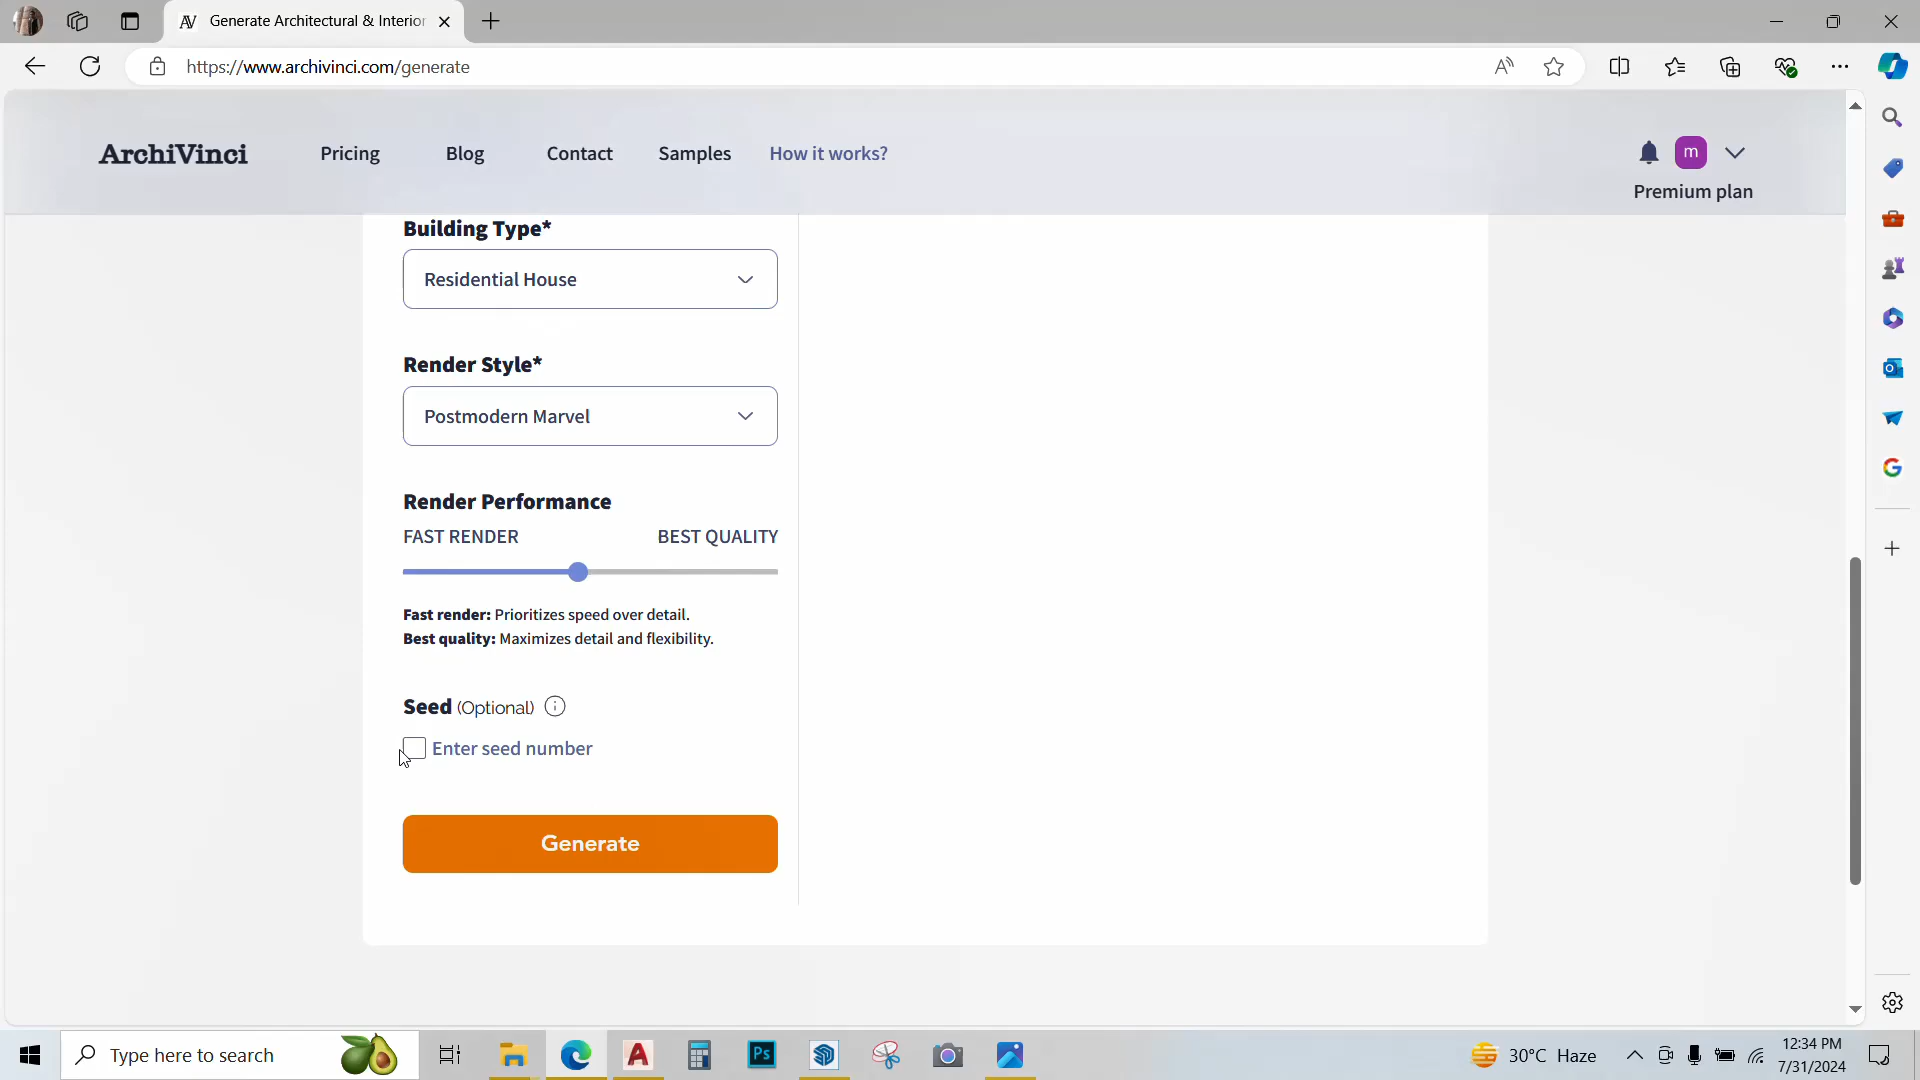 Generate Architectural & Interior
https://www.archivinci.com/generate
ArchiVinci
Pricing
Blog
Contact
Samples
How it works?
m
Premium plan
Building Type*
Residential House
Render Style*
Postmodern Marvel
Render Performance
FAST RENDER
BEST QUALITY
Fast render: Prioritizes speed over detail.
Best quality: Maximizes detail and flexibility.
Seed (Optional)
Enter seed number
Generate
Type here to search
30°C Haze
12:34 PM
7/31/2024